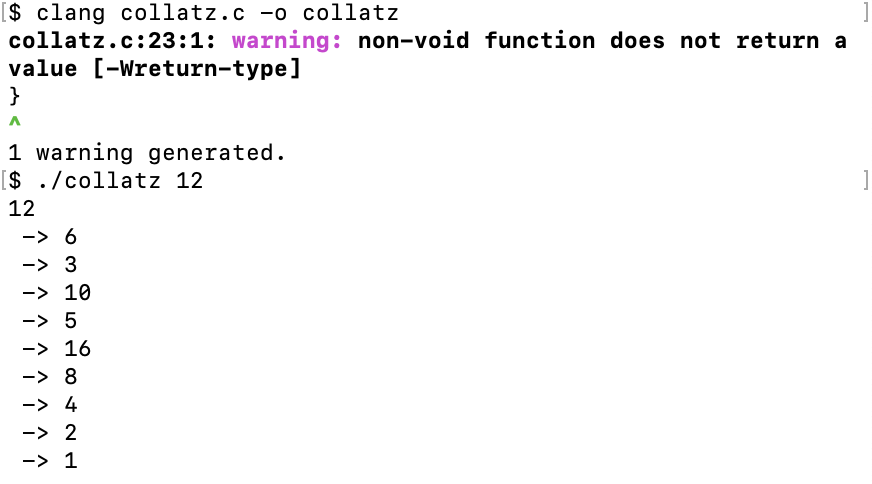 [$ clang collatz.c -o collatz ]
collatz.c:23:1: warning: non-void function does not return a
value [-Wreturn-type]
}
^
1 warning generated.
[$ ./collatz 12 ]
12
 -> 6
 -> 3
 -> 10
 -> 5
 -> 16
 -> 8
 -> 4
 -> 2
 -> 1